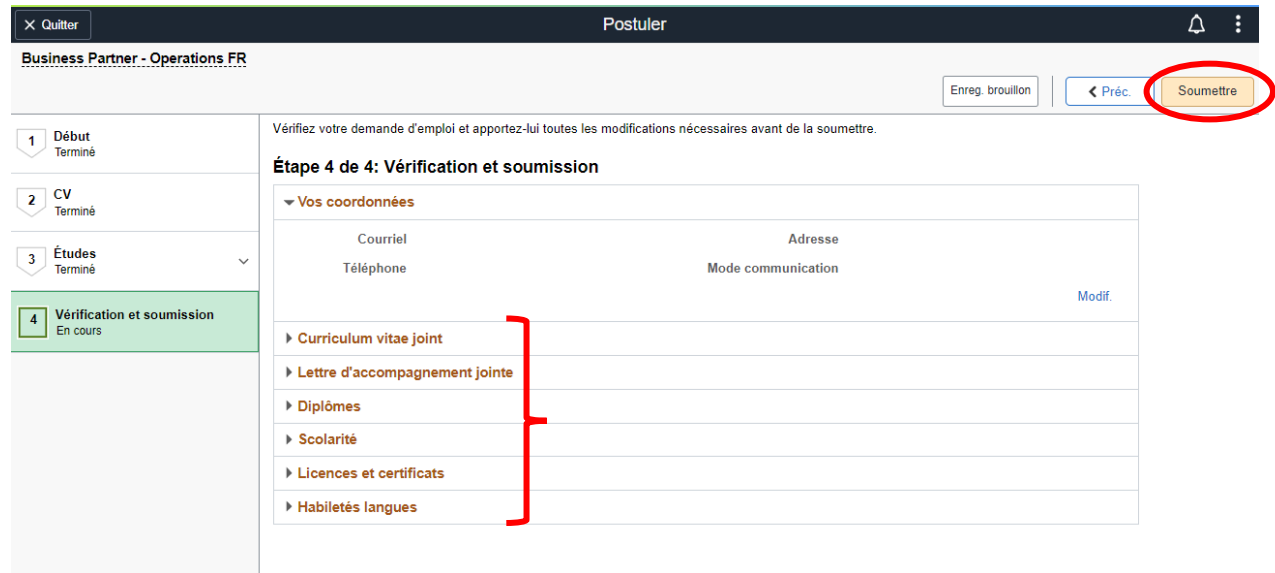 Quitter
Postuler
Business Partner - Operations FR
Enreg. brouillon
Préc.
Soumettre
1
Début
Terminé
2
CV
Terminé
3
Études
Terminé
4
Vérification et soumission
En cours
Vérifiez votre demande d'emploi et apportez-lui toutes les modifications nécessaires avant de la soumettre.
Étape 4 de 4: Vérification et soumission
Vos coordonnées
Courriel
Adresse
Téléphone
Mode communication
Modif.
Curriculum vitae joint
Lettre d'accompagnement jointe
Diplômes
Scolarité
Licences et certificats
Habiletés langues